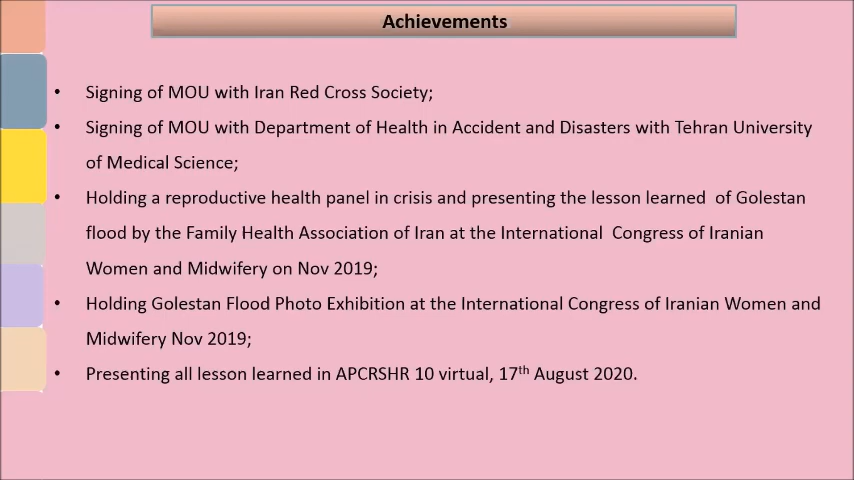 Achievements
• Signing of MOU with Iran Red Cross Society;
• Signing of MOU with Department of Health in Accident and Disasters with Tehran University
of Medical Science;
• Holding a reproductive health panel in crisis and presenting the lesson learned of Golestan
flood by the Family Health Association of Iran at the International Congress of Iranian
Women and Midwifery on Nov 2019;
• Holding Golestan Flood Photo Exhibition at the International Congress of Iranian Women and
Midwifery Nov 2019;
• Presenting all lesson learned in APCRSHR 10 virtual, 17th August 2020.